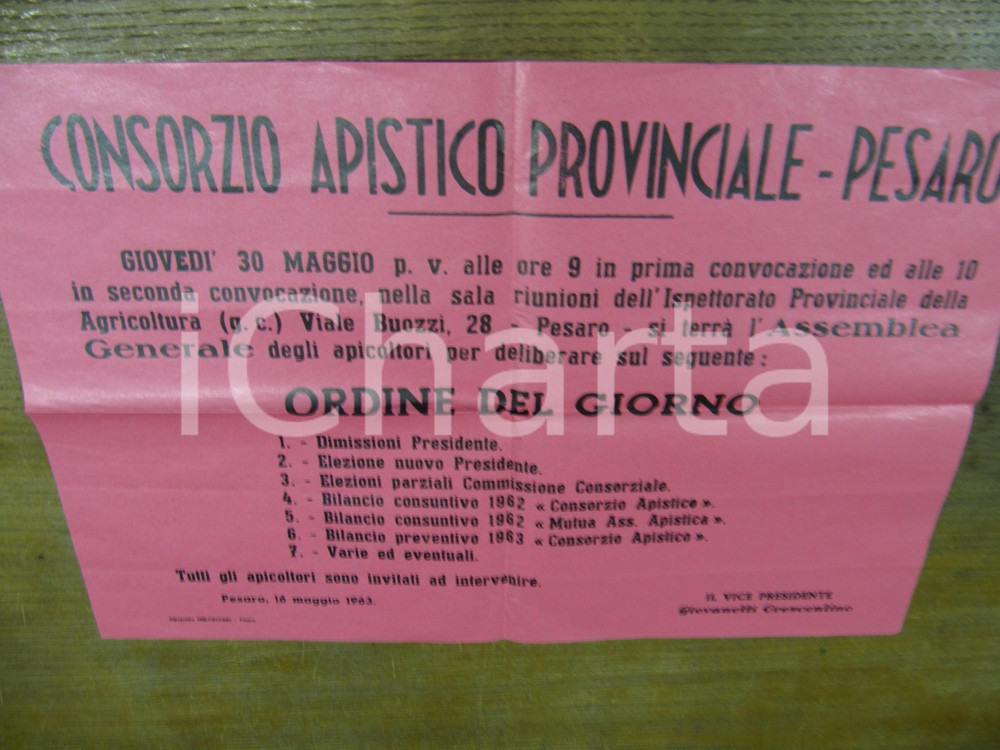 CONSORZIO APISTICO PROVINCIALE - PESARO
GIOVEDI' 30 MAGGIO p. v. alle ore 9 in prima convocazione ed alle 10
in seconda convocazione, nella sala riunioni dell'Ispettorato Provinciale della
Agricoltura (g. c.) Viale Buozzi, 28 - Pesaro - si terrà l'Assemblea
Generale degli apicoltori per deliberare sul seguente :
iCharta
ORDINE DEL GIORNO
1. - Dimissioni Presidente.
2. - Elezione nuovo Presidente.
3. - Elezioni parziali Commissione Consorziale.
4. - Bilancio consuntivo 1962 « Consorzio Apistico ».
5. - Bilancio consuntivo 1962 « Mutua Ass. Apistica ».
6. - Bilancio preventivo 1963 « Consorzio Apistico ».
7. - Varie ed eventuali.
Tutti gli apicoltori sono invitati ad intervenire.
Pesaro, 16 maggio 1963.
IL VICE PRESIDENTE
Giovanelli Crescentino